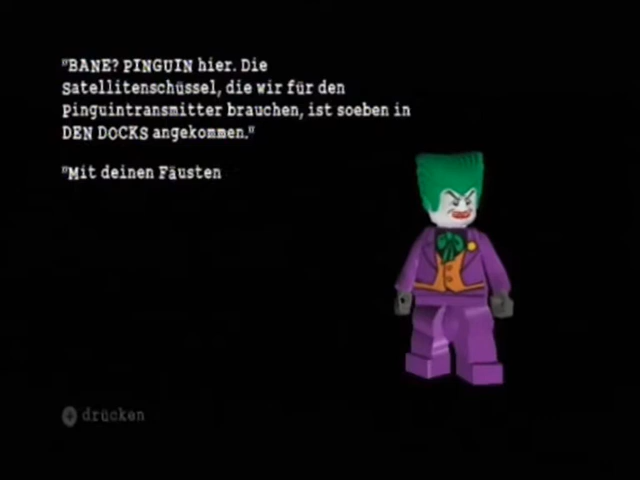 "BANE? PINGUIN hier. Die
Satellitenschüssel, die wir für den
Pinguintransmitter brauchen, ist soeben in
DEN DOCKS angekommen."
"Mit deinen Fäusten
drücken